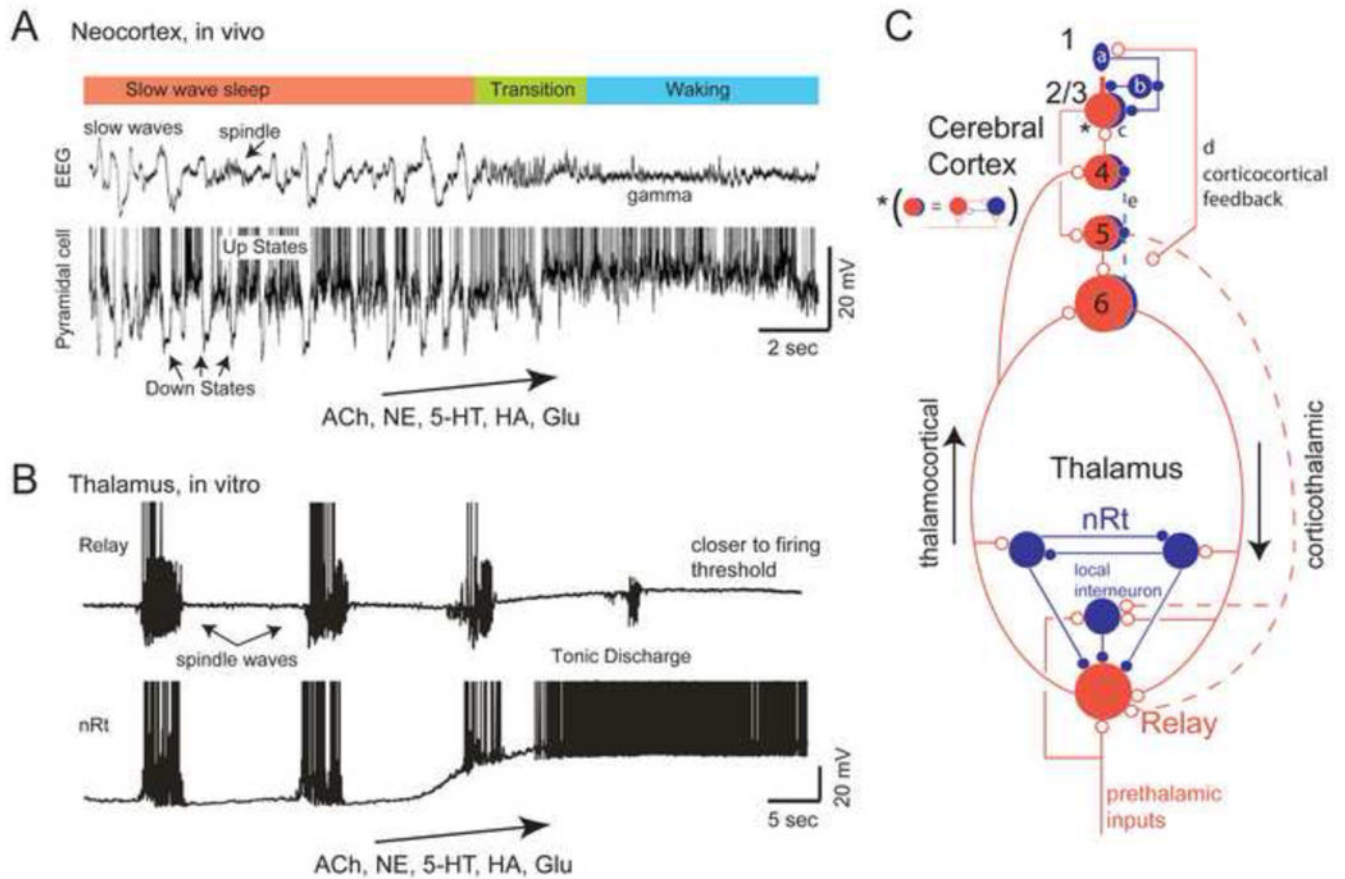 A
Neocortex, in vivo
Slow wave sleep
Transition
Waking
slow waves
spindle
EEG
gamma
Pyramidal cell
Up States
Down States
20 mV
2 sec
ACh, NE, 5-HT, HA, Glu
B
Thalamus, in vitro
Relay
closer to firing
threshold
spindle waves
Tonic Discharge
nRt
20 mV
5 sec
ACh, NE, 5-HT, HA, Glu
C
1
a
b
2/3
* c
Cerebral
Cortex
*( = )
4
e
5
6
d
corticocortical
feedback
thalamocortical
corticothalamic
Thalamus
nRt
local
interneuron
Relay
prethalamic
inputs